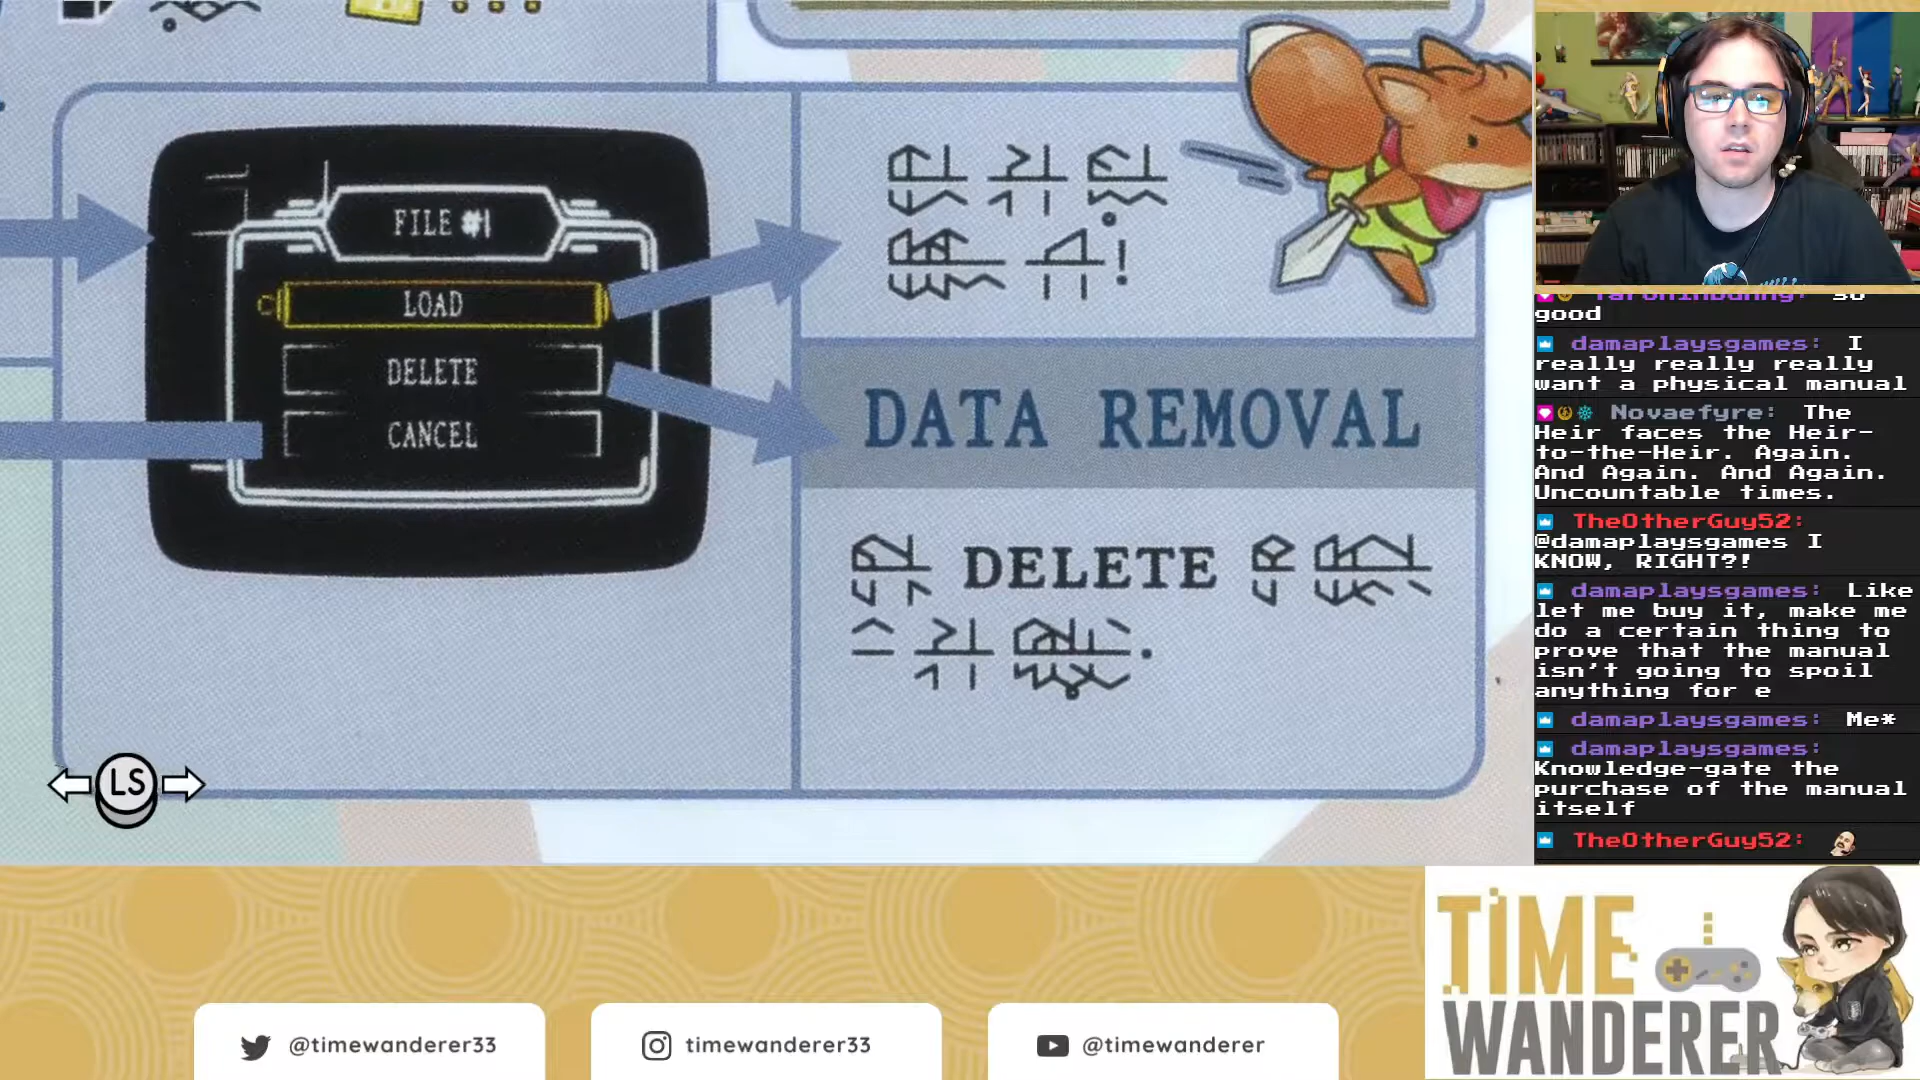 FILE #1
LOAD
DELETE
CANCEL
!
DATA REMOVAL
DELETE
.
LS
good
damaplaysgames: I
really really really
want a physical manual
Novaefyre: The
Heir faces the Heir-
to-the-Heir. Again.
And Again. And Again.
Uncountable times.
TheOtherGuy52:
@damaplaysgames I
KNOW, RIGHT?!
damaplaysgames: Like
let me buy it, make me
do a certain thing to
prove that the manual
isn't going to spoil
anything for e
damaplaysgames: Me*
damaplaysgames:
Knowledge-gate the
purchase of the manual
itself
TheOtherGuy52:
TIME
WANDERER
@timewanderer33
timewanderer33
@timewanderer